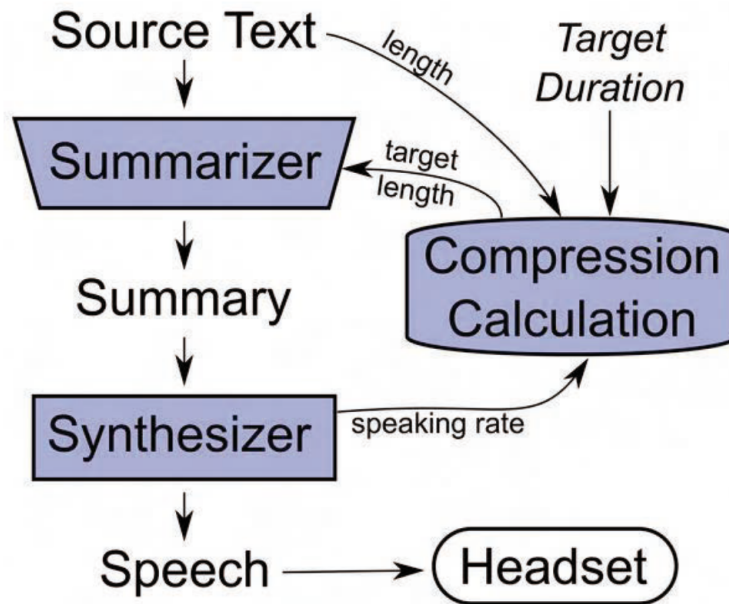 Source Text
length
Target
Duration
Summarizer
target
length
Compression
Calculation
Summary
Synthesizer
speaking rate
Speech
Headset